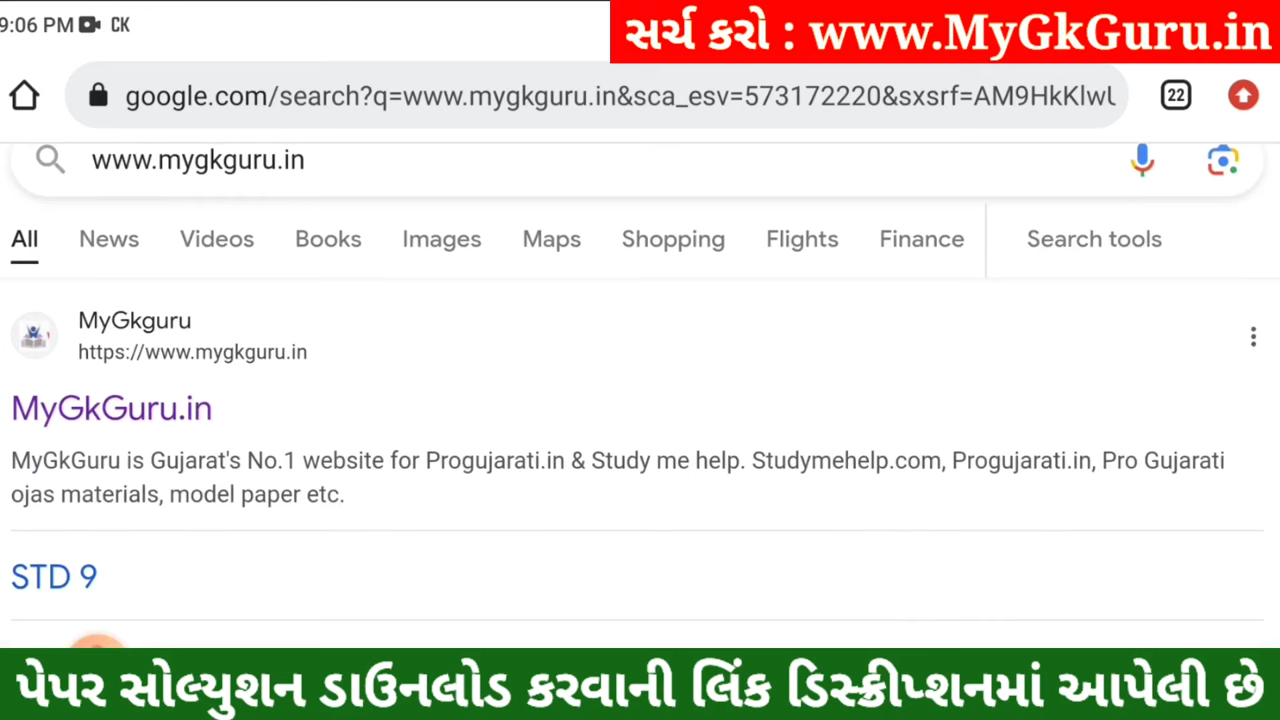 9:06 PM CK
સર્ચ કરો : www.MyGkGuru.in
google.com/search?q=www.mygkguru.in&sca_esv=573172220&sxsrf=AM9HkKlwU
22
www.mygkguru.in
All News Videos Books Images Maps Shopping Flights Finance Search tools
MyGkguru
https://www.mygkguru.in
MyGkGuru.in
MyGkGuru is Gujarat's No.1 website for Progujarati.in & Study me help. Studymehelp.com, Progujarati.in, Pro Gujarati
ojas materials, model paper etc.
STD 9
પેપર સોલ્યુશન ડાઉનલોડ કરવાની લિંક ડિસ્ક્રીપ્શનમાં આપેલી છે